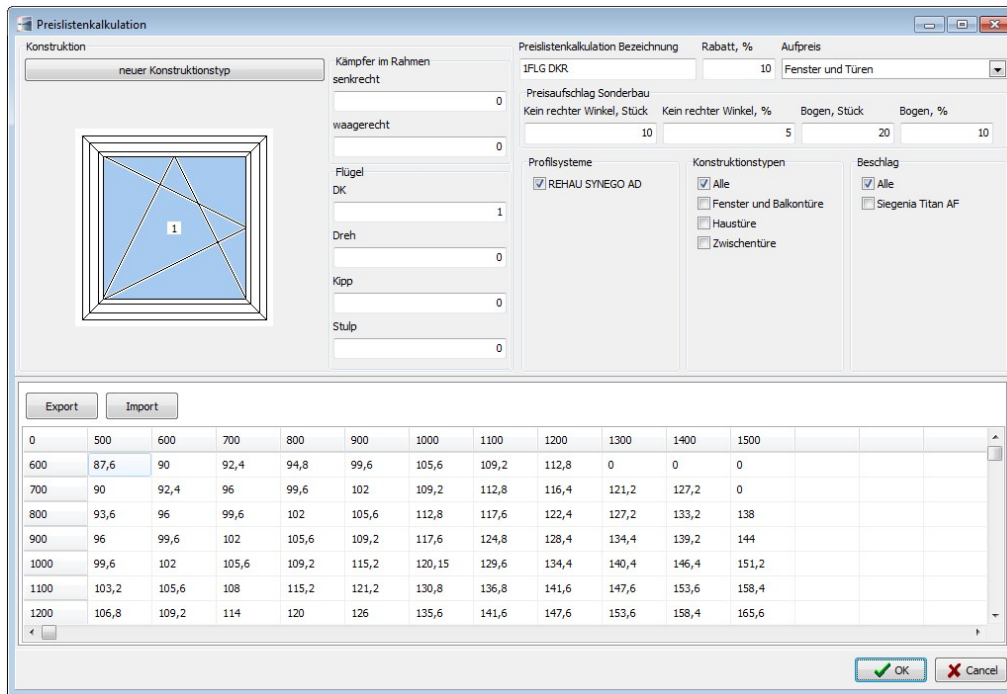 Preislistenkalkulation
Konstruktion
neuer Konstruktionstyp
1
Kämpfer im Rahmen
senkrecht
0
waagerecht
0
Flügel
DK
1
Dreh
0
Kipp
0
Stulp
0
Preislistenkalkulation Bezeichnung Rabatt, % Aufpreis
1FLG DKR 10 Fenster und Türen
Preisaufschlag Sonderbau
Kein rechter Winkel, Stück Kein rechter Winkel, % Bogen, Stück Bogen, %
10 5 20 10
Profilsysteme
REHAU SYNEGO AD
Konstruktionstypen
Alle
Fenster und Balkontüre
Haustüre
Zwischentüre
Beschlag
Alle
Siegenia Titan AF
Export Import
0 500 600 700 800 900 1000 1100 1200 1300 1400 1500
600 87,6 90 92,4 94,8 99,6 105,6 109,2 112,8 0 0 0
700 90 92,4 96 99,6 102 109,2 112,8 116,4 121,2 127,2 0
800 93,6 96 99,6 102 105,6 112,8 117,6 122,4 127,2 133,2 138
900 96 99,6 102 105,6 109,2 117,6 124,8 128,4 134,4 139,2 144
1000 99,6 102 105,6 109,2 115,2 120,15 129,6 134,4 140,4 146,4 151,2
1100 103,2 105,6 108 115,2 121,2 130,8 136,8 141,6 147,6 153,6 158,4
1200 106,8 109,2 114 120 126 135,6 141,6 147,6 153,6 158,4 165,6
OK Cancel